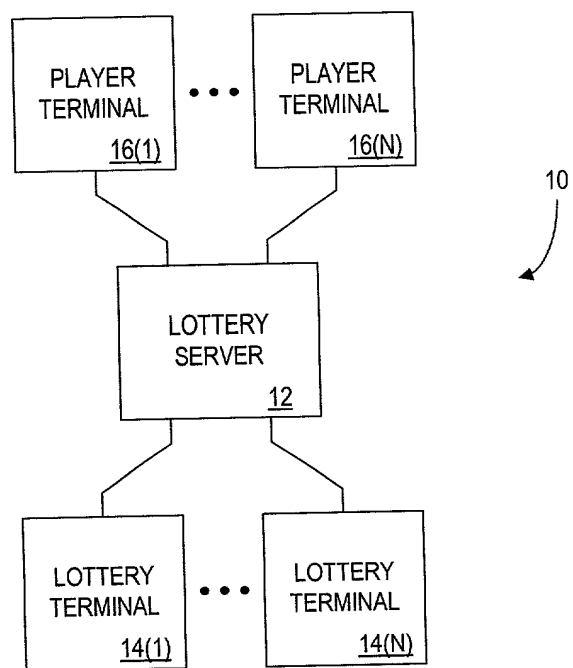 PLAYER
TERMINAL
16(1)
PLAYER
TERMINAL
16(N)
10
LOTTERY
SERVER
12
LOTTERY
TERMINAL
14(1)
LOTTERY
TERMINAL
14(N)